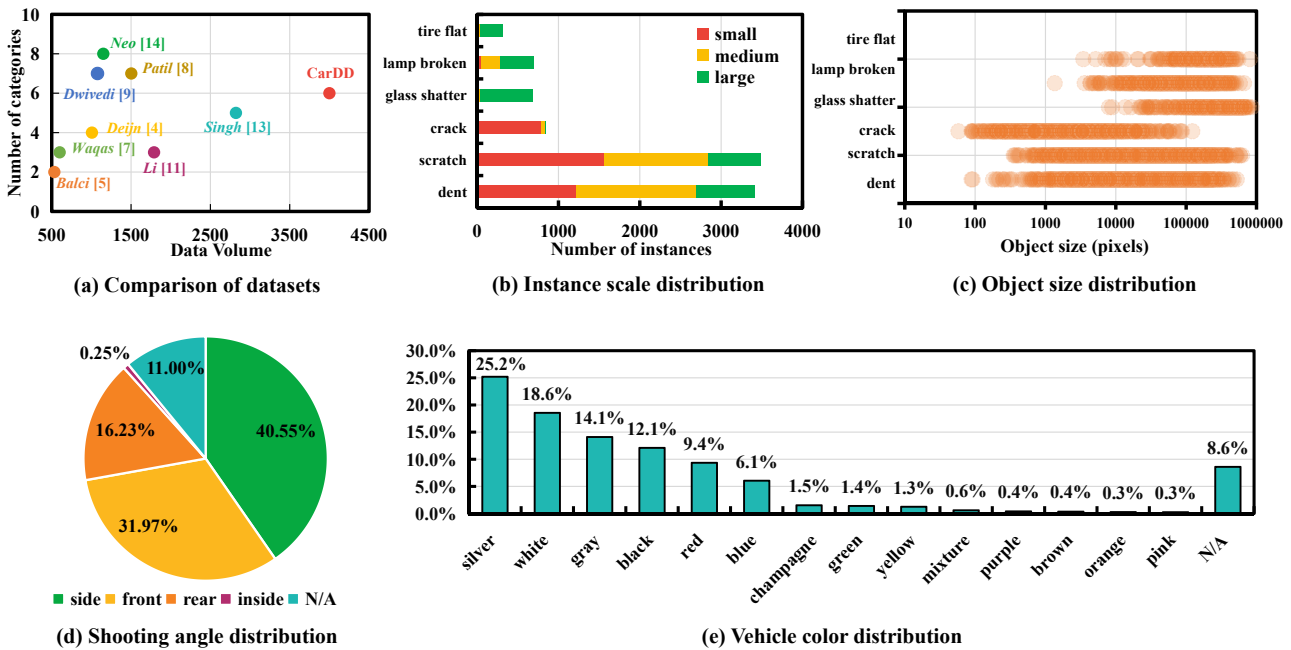 Number of categories
10
8
6
4
2
0
Neo [14]
Patil [8]
Dwivedi [9]
CarDD
Singh [13]
Deijn [4]
Waqas [7]
Li [11]
Balci [5]
500 1500 2500 3500 4500
Data Volume
(a) Comparison of datasets
tire flat
lamp broken
glass shatter
crack
scratch
dent
small
medium
large
0 1000 2000 3000 4000
Number of instances
(b) Instance scale distribution
tire flat
lamp broken
glass shatter
crack
scratch
dent
10 100 1000 10000 100000 1000000
Object size (pixels)
(c) Object size distribution
0.25%
11.00%
16.23%
40.55%
31.97%
side front rear inside N/A
(d) Shooting angle distribution
30.0%
25.0%
20.0%
15.0%
10.0%
5.0%
0.0%
25.2% 18.6% 14.1% 12.1% 9.4% 6.1% 1.5% 1.4% 1.3% 0.6% 0.4% 0.4% 0.3% 0.3% 8.6%
silver white gray black red blue champagne green yellow mixture purple brown orange pink N/A
(e) Vehicle color distribution